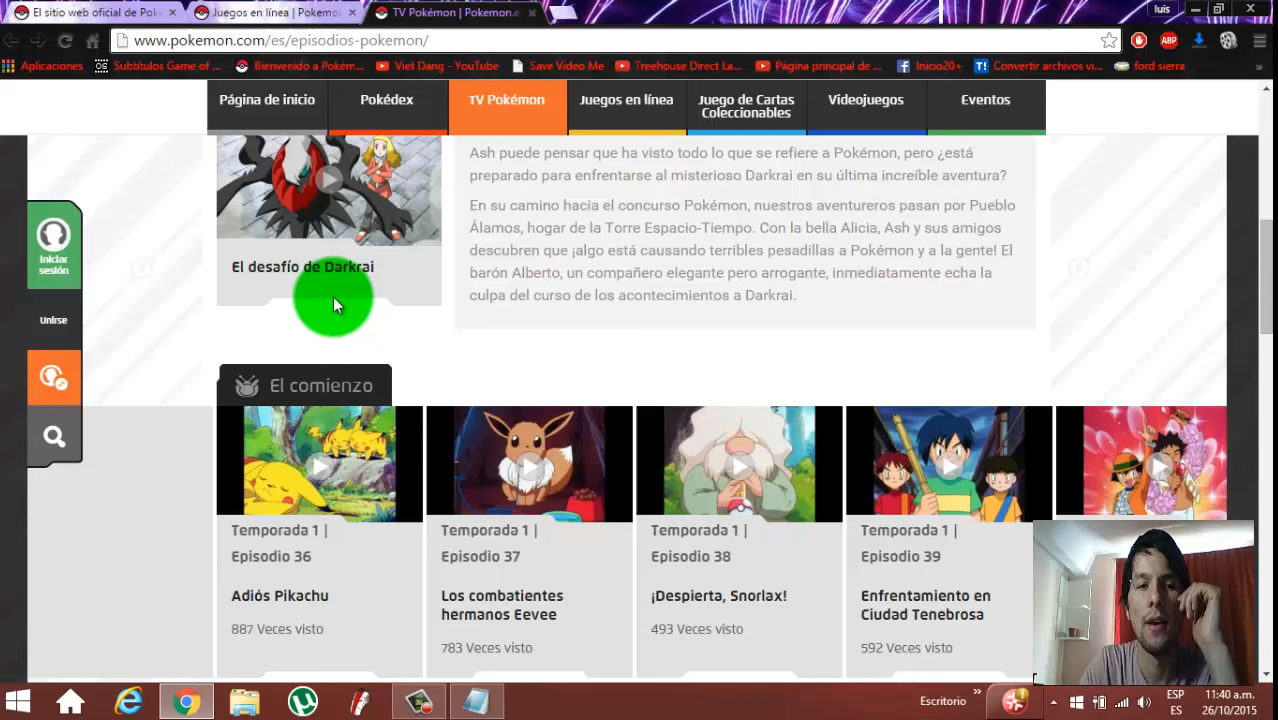 El sitio web oficial de Pok
Juegos en línea | Pokemo
TV Pokémon | Pokemon.e
luis
www.pokemon.com/es/episodios-pokemon/
ABP
Aplicaciones
Subtítulos Game of ...
Bienvenido a Pokém...
Viet Dang - YouTube
Save Video Me
Treehouse Direct La...
Página principal de ...
Inicio20+
Convertir archivos vi...
ford sierra
Página de inicio
Pokédex
TV Pokémon
Juegos en línea
Juego de Cartas
Coleccionables
Videojuegos
Eventos
Ash puede pensar que ha visto todo lo que se refiere a Pokémon, pero ¿está
preparado para enfrentarse al misterioso Darkrai en su última increíble aventura?
En su camino hacia el concurso Pokémon, nuestros aventureros pasan por Pueblo
Álamos, hogar de la Torre Espacio-Tiempo. Con la bella Alicia, Ash y sus amigos
descubren que ¡algo está causando terribles pesadillas a Pokémon y a la gente! El
barón Alberto, un compañero elegante pero arrogante, inmediatamente echa la
culpa del curso de los acontecimientos a Darkrai.
El desafío de Darkrai
Iniciar
sesión
Unirse
El comienzo
Temporada 1 |
Episodio 36
Adiós Pikachu
887 Veces visto
Temporada 1 |
Episodio 37
Los combatientes
hermanos Eevee
783 Veces visto
Temporada 1 |
Episodio 38
¡Despierta, Snorlax!
493 Veces visto
Temporada 1 |
Episodio 39
Enfrentamiento en
Ciudad Tenebrosa
592 Veces visto
Escritorio
ESP
ES
11:40 a.m.
26/10/2015